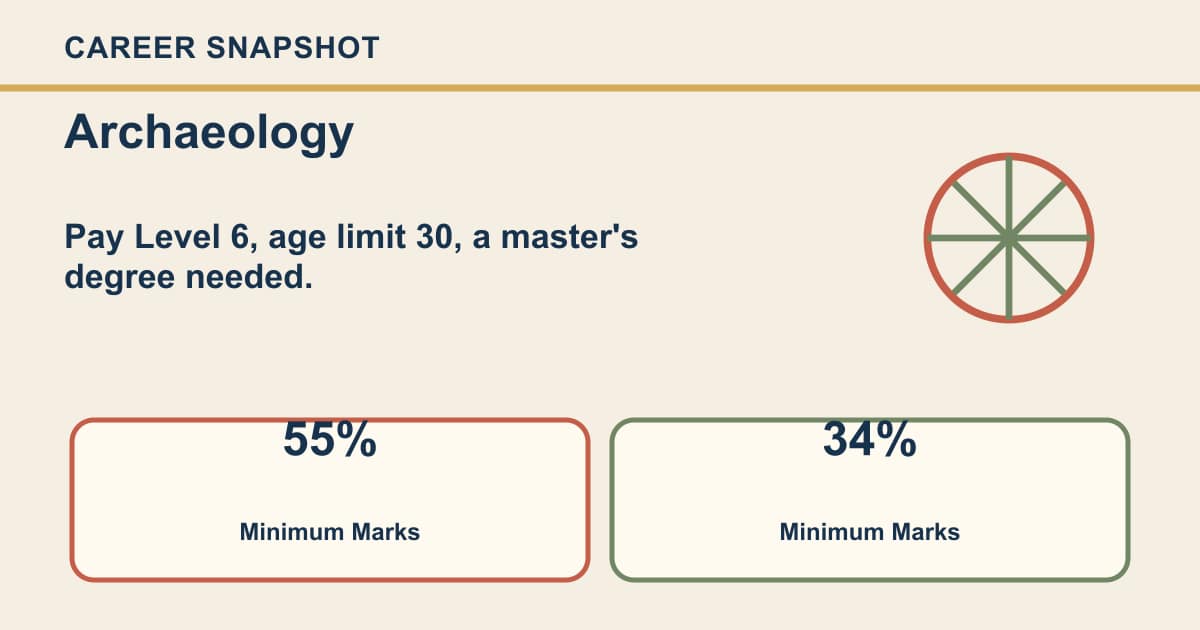 CAREER SNAPSHOT
Archaeology
Pay Level 6, age limit 30, a master's
degree needed.
55%
Minimum Marks
34%
Minimum Marks